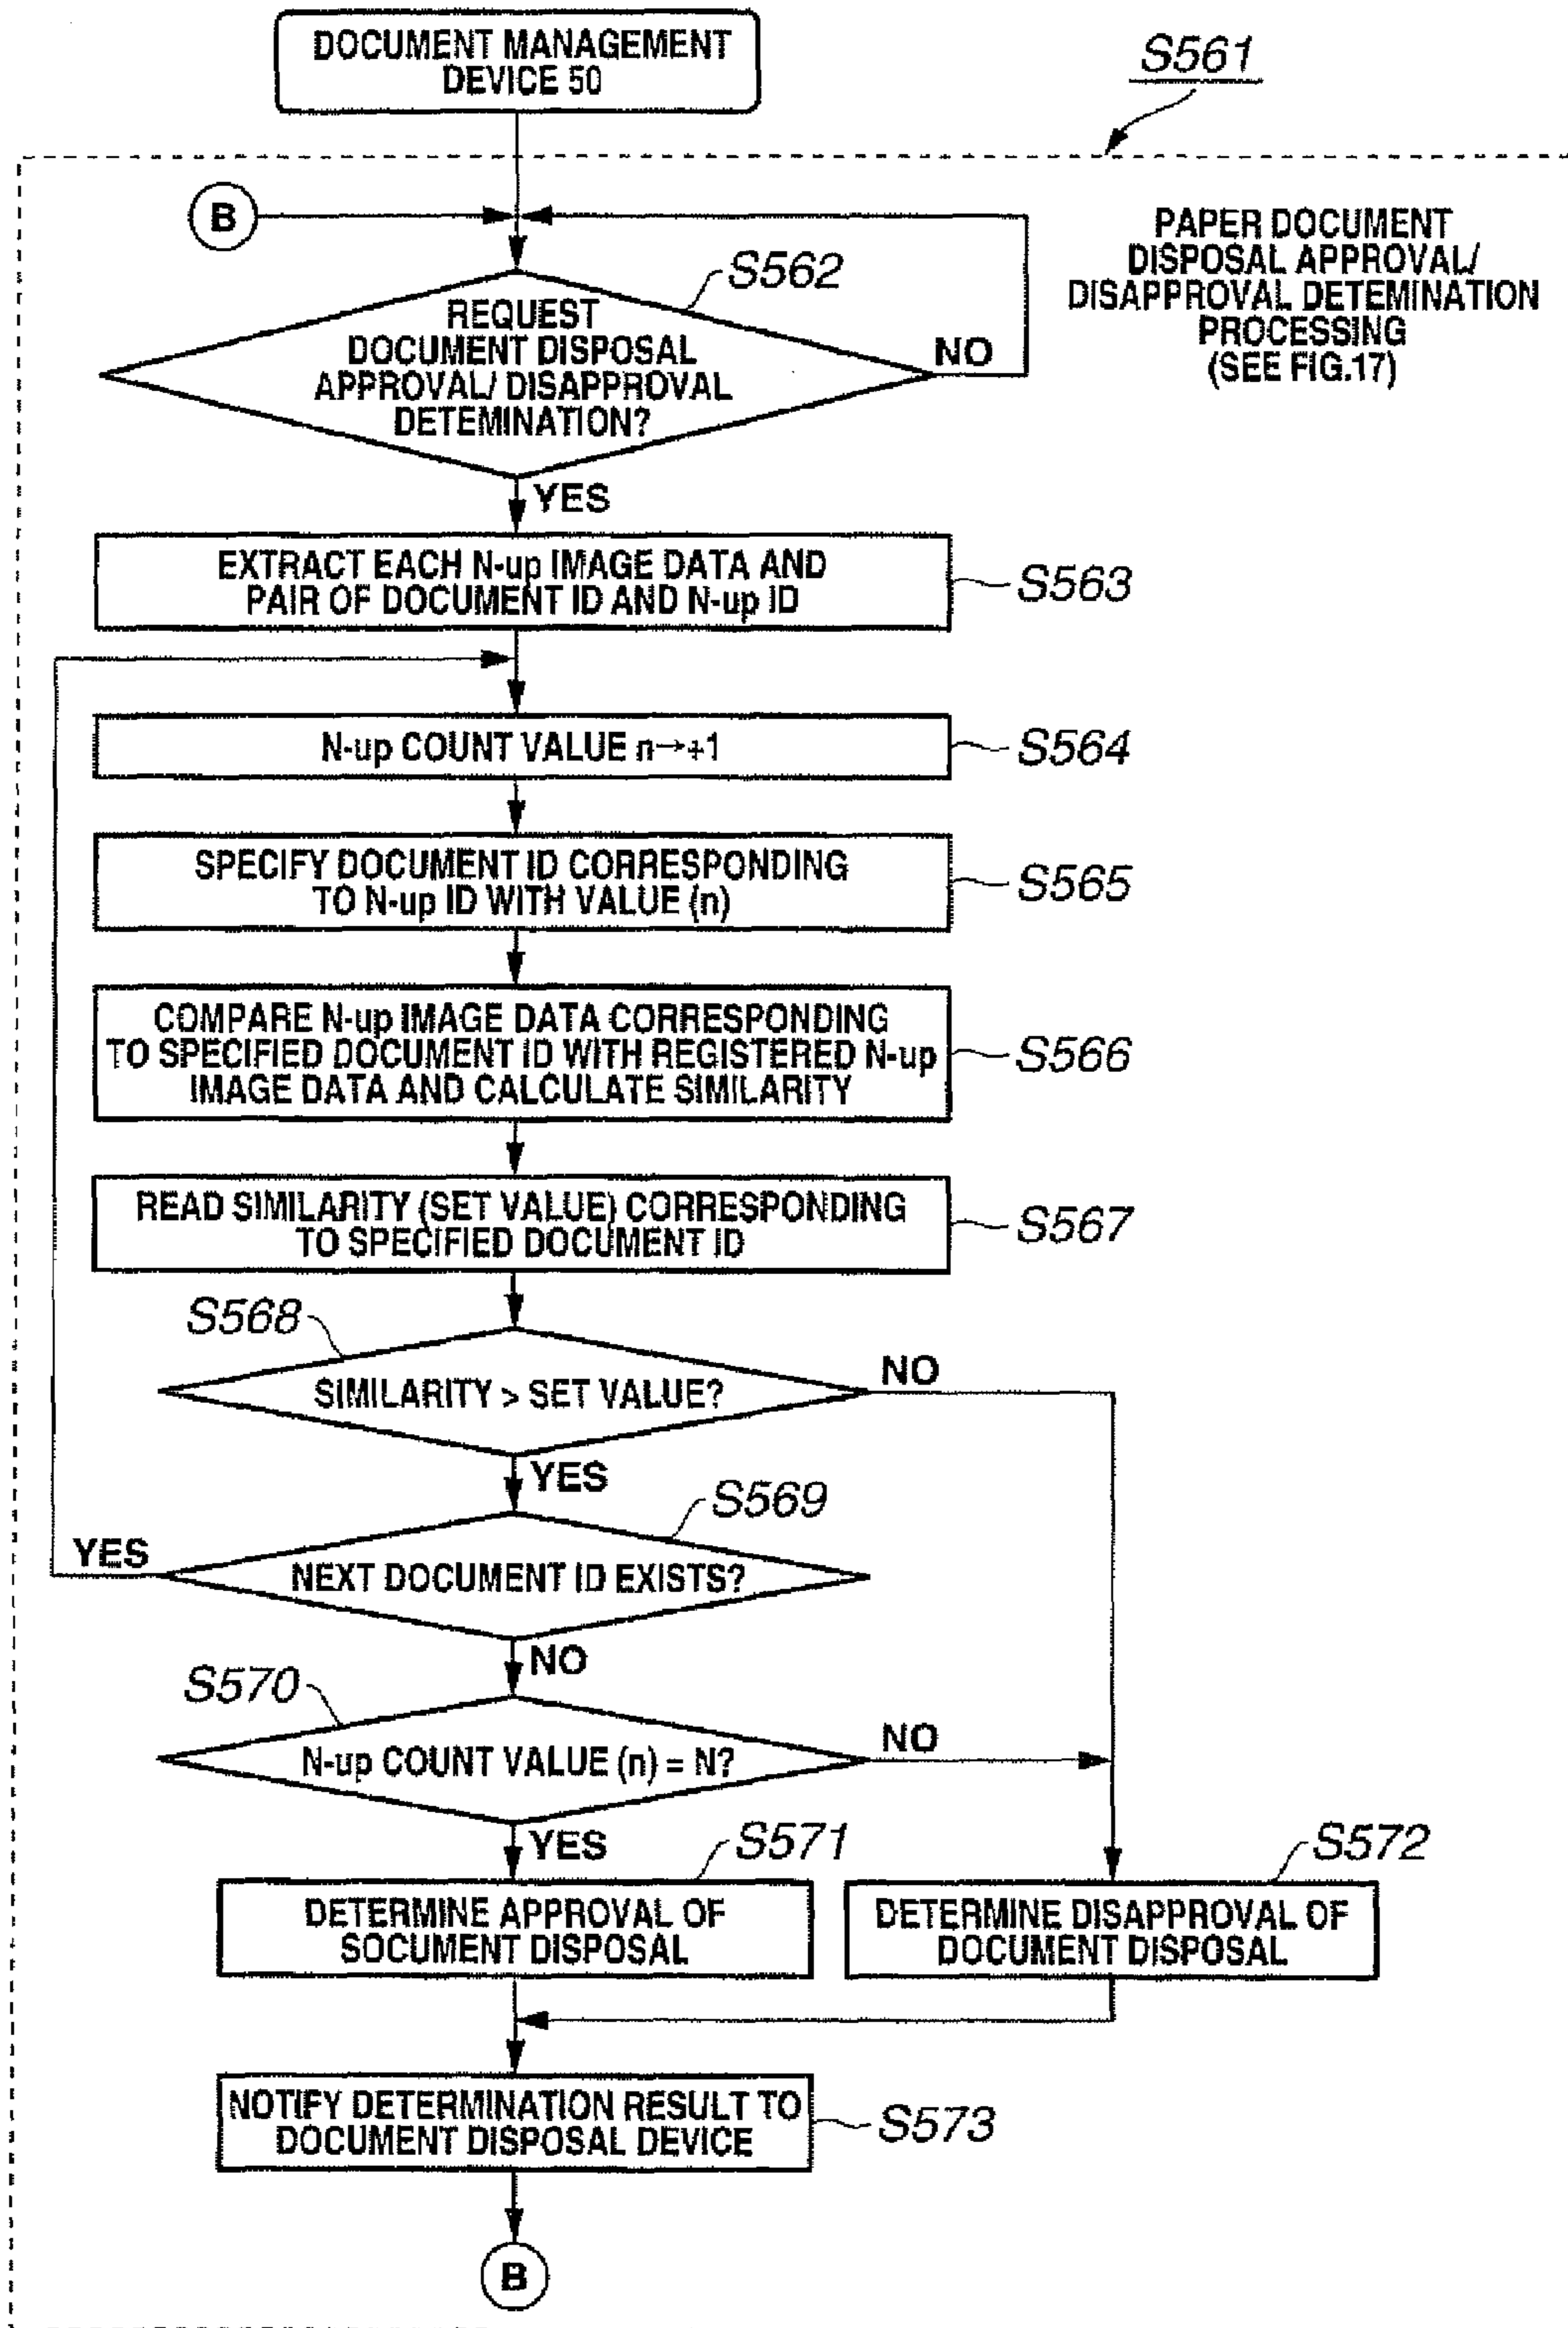 DOCUMENT MANAGEMENT
DEVICE 50
S561
B
PAPER DOCUMENT
DISPOSAL APPROVAL/
DISAPPROVAL DETEMINATION
PROCESSING
(SEE FIG.17)
S562
REQUEST
DOCUMENT DISPOSAL
APPROVAL/ DISAPPROVAL
DETEMINATION?
NO
YES
EXTRACT EACH N-up IMAGE DATA AND
PAIR OF DOCUMENT ID AND N-up ID
S563
N-up COUNT VALUE n→+1
S564
SPECIFY DOCUMENT ID CORRESPONDING
TO N-up ID WITH VALUE (n)
S565
COMPARE N-up IMAGE DATA CORRESPONDING
TO SPECIFIED DOCUMENT ID WITH REGISTERED N-up
IMAGE DATA AND CALCULATE SIMILARITY
S566
READ SIMILARITY (SET VALUE) CORRESPONDING
TO SPECIFIED DOCUMENT ID
S567
S568
SIMILARITY > SET VALUE?
NO
YES
S569
YES
NEXT DOCUMENT ID EXISTS?
NO
S570
N-up COUNT VALUE (n) = N?
NO
YES
S571
S572
DETERMINE APPROVAL OF
SOCUMENT DISPOSAL
DETERMINE DISAPPROVAL OF
DOCUMENT DISPOSAL
NOTIFY DETERMINATION RESULT TO
DOCUMENT DISPOSAL DEVICE
S573
B